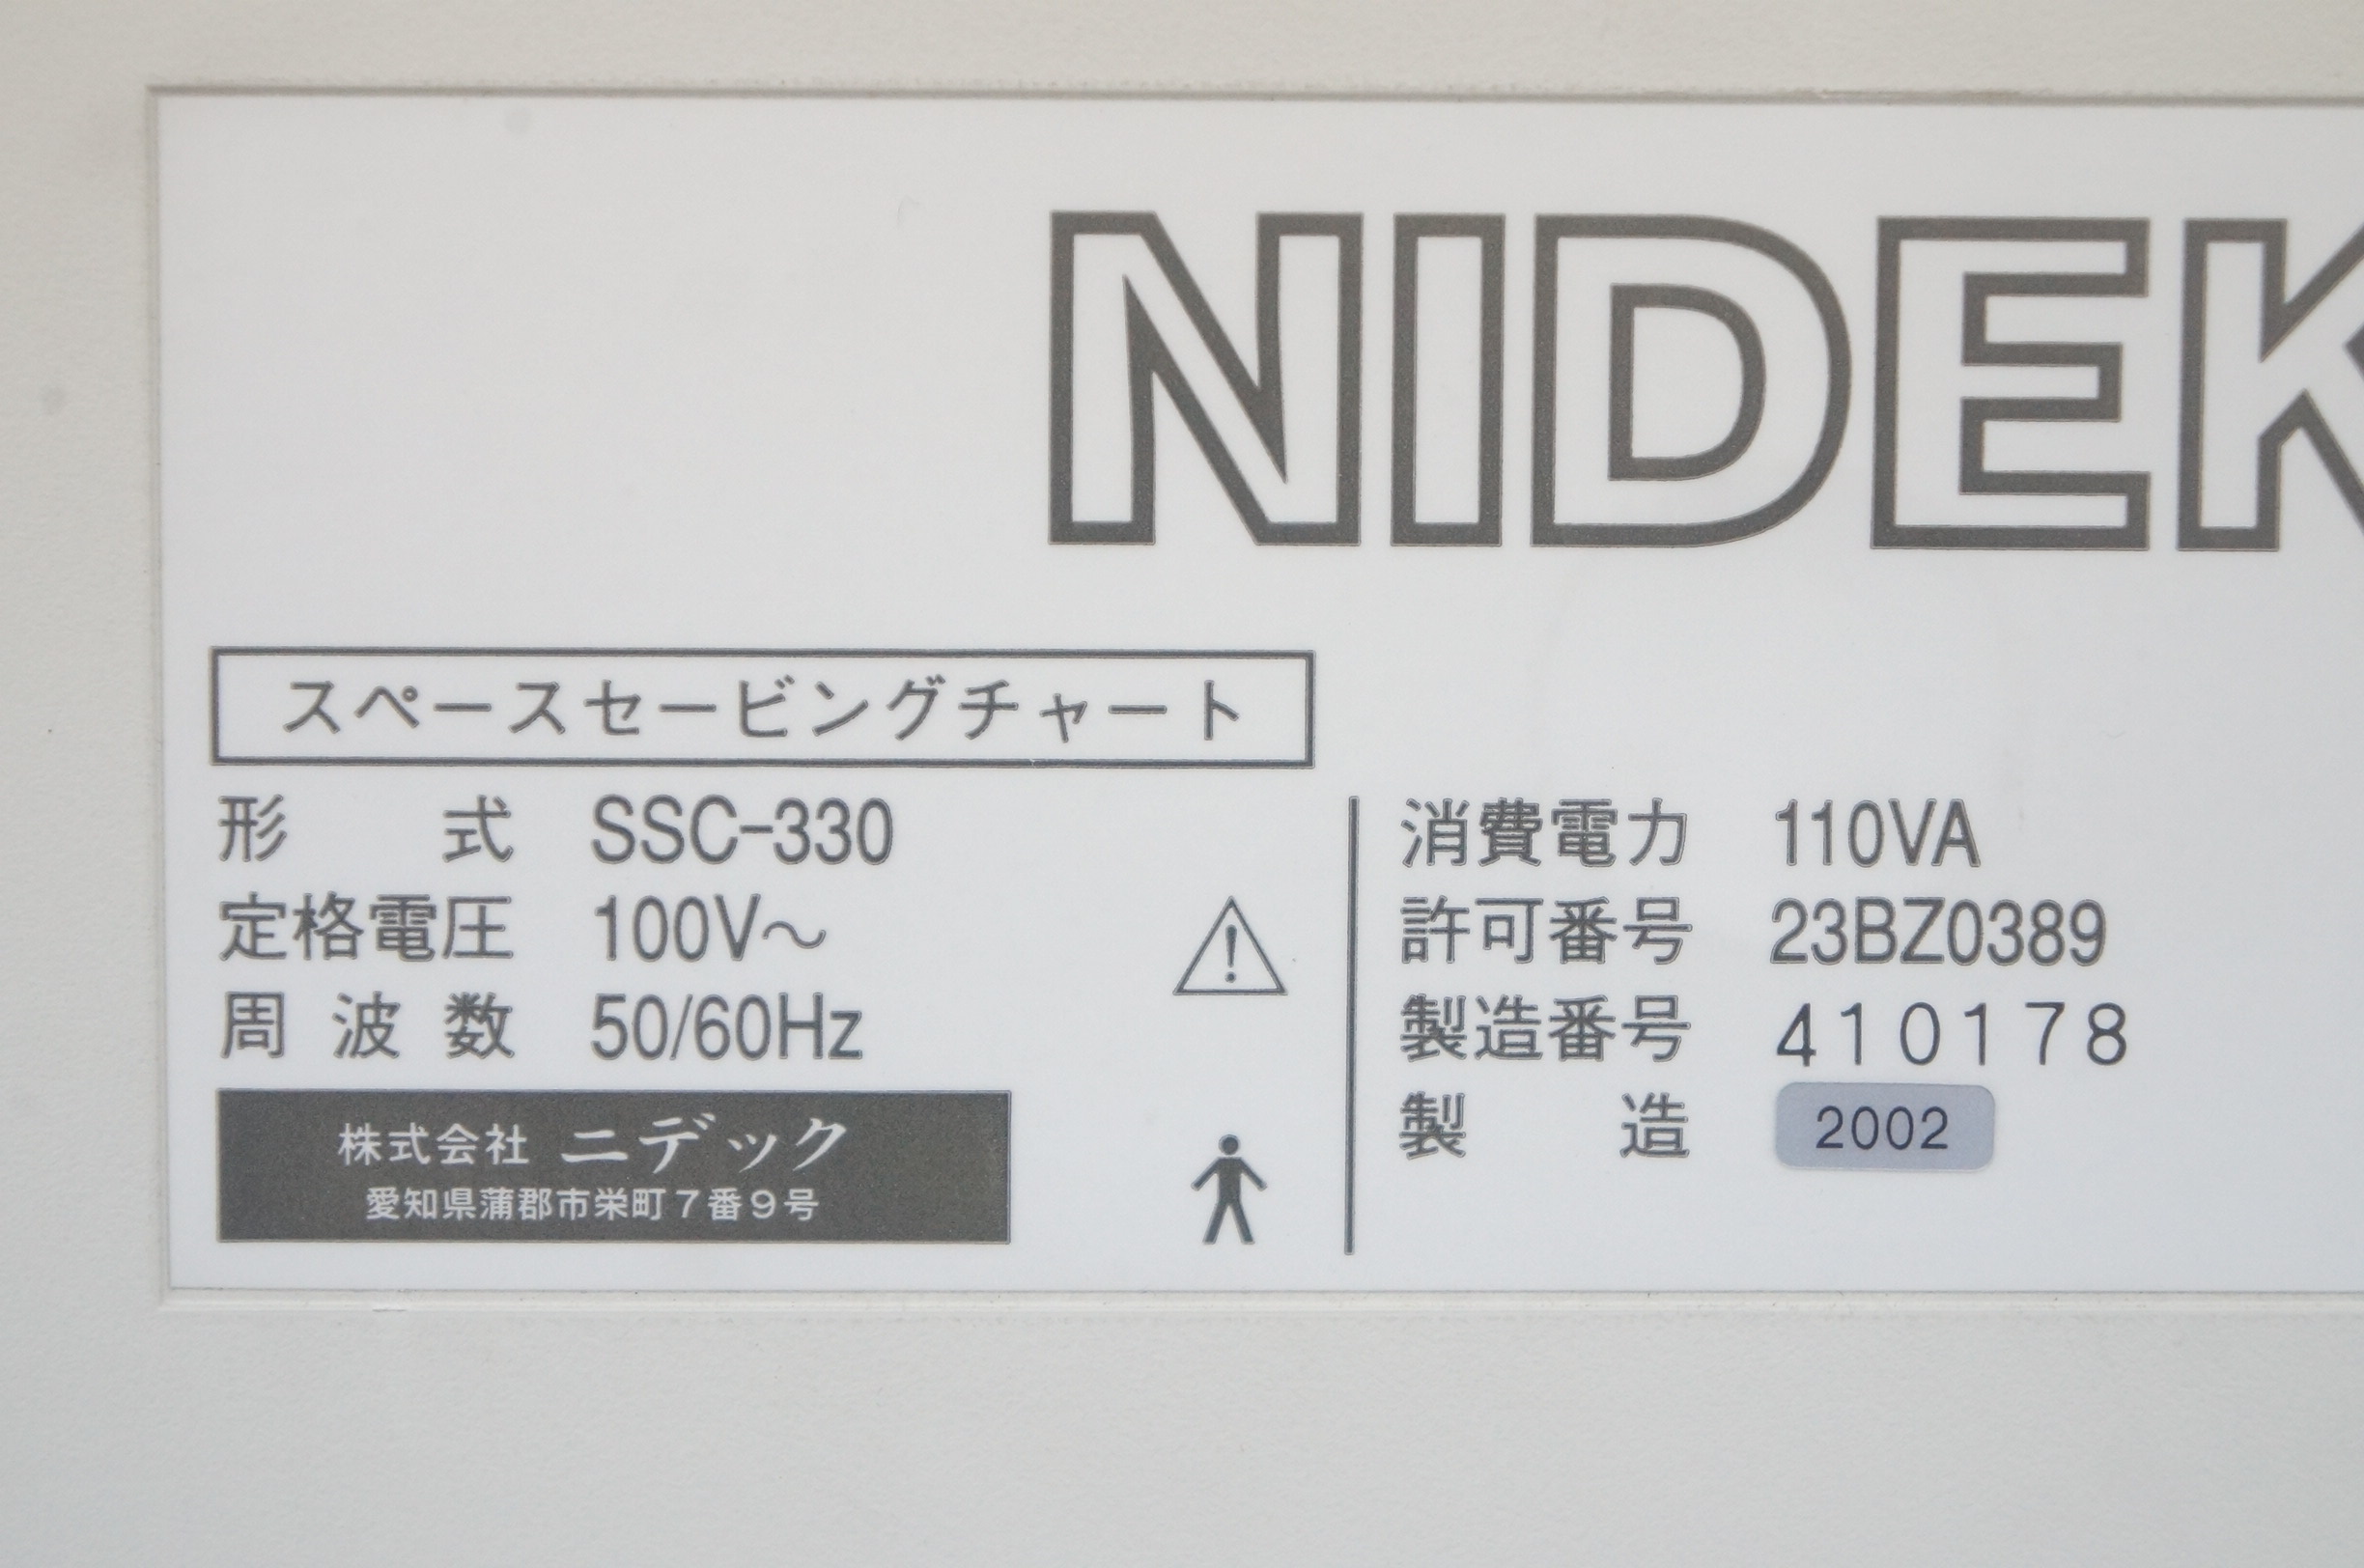 NIDEK
スペースセービングチャート
形 式 SSC-330
定格電圧 100V～
周波数 50/60Hz
株式会社 ニデック
愛知県蒲郡市栄町7番9号
消費電力 110VA
許可番号 23BZ0389
製造番号 410178
製 造 2002